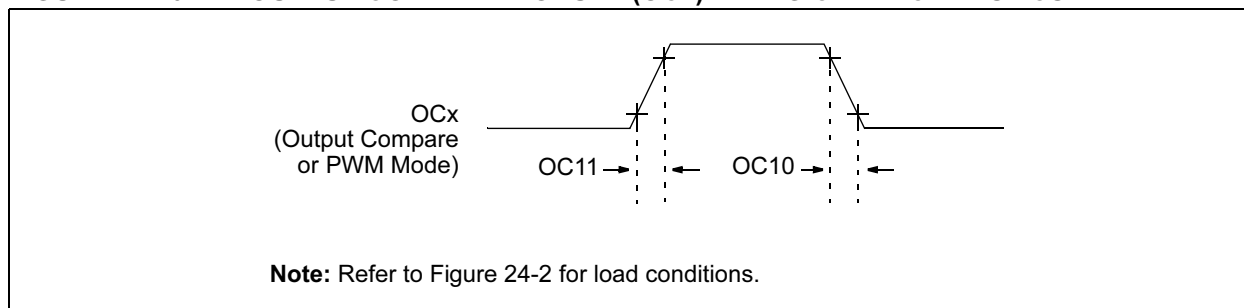 OCx
(Output Compare
or PWM Mode)
OC11
OC10
Note: Refer to Figure 24-2 for load conditions.